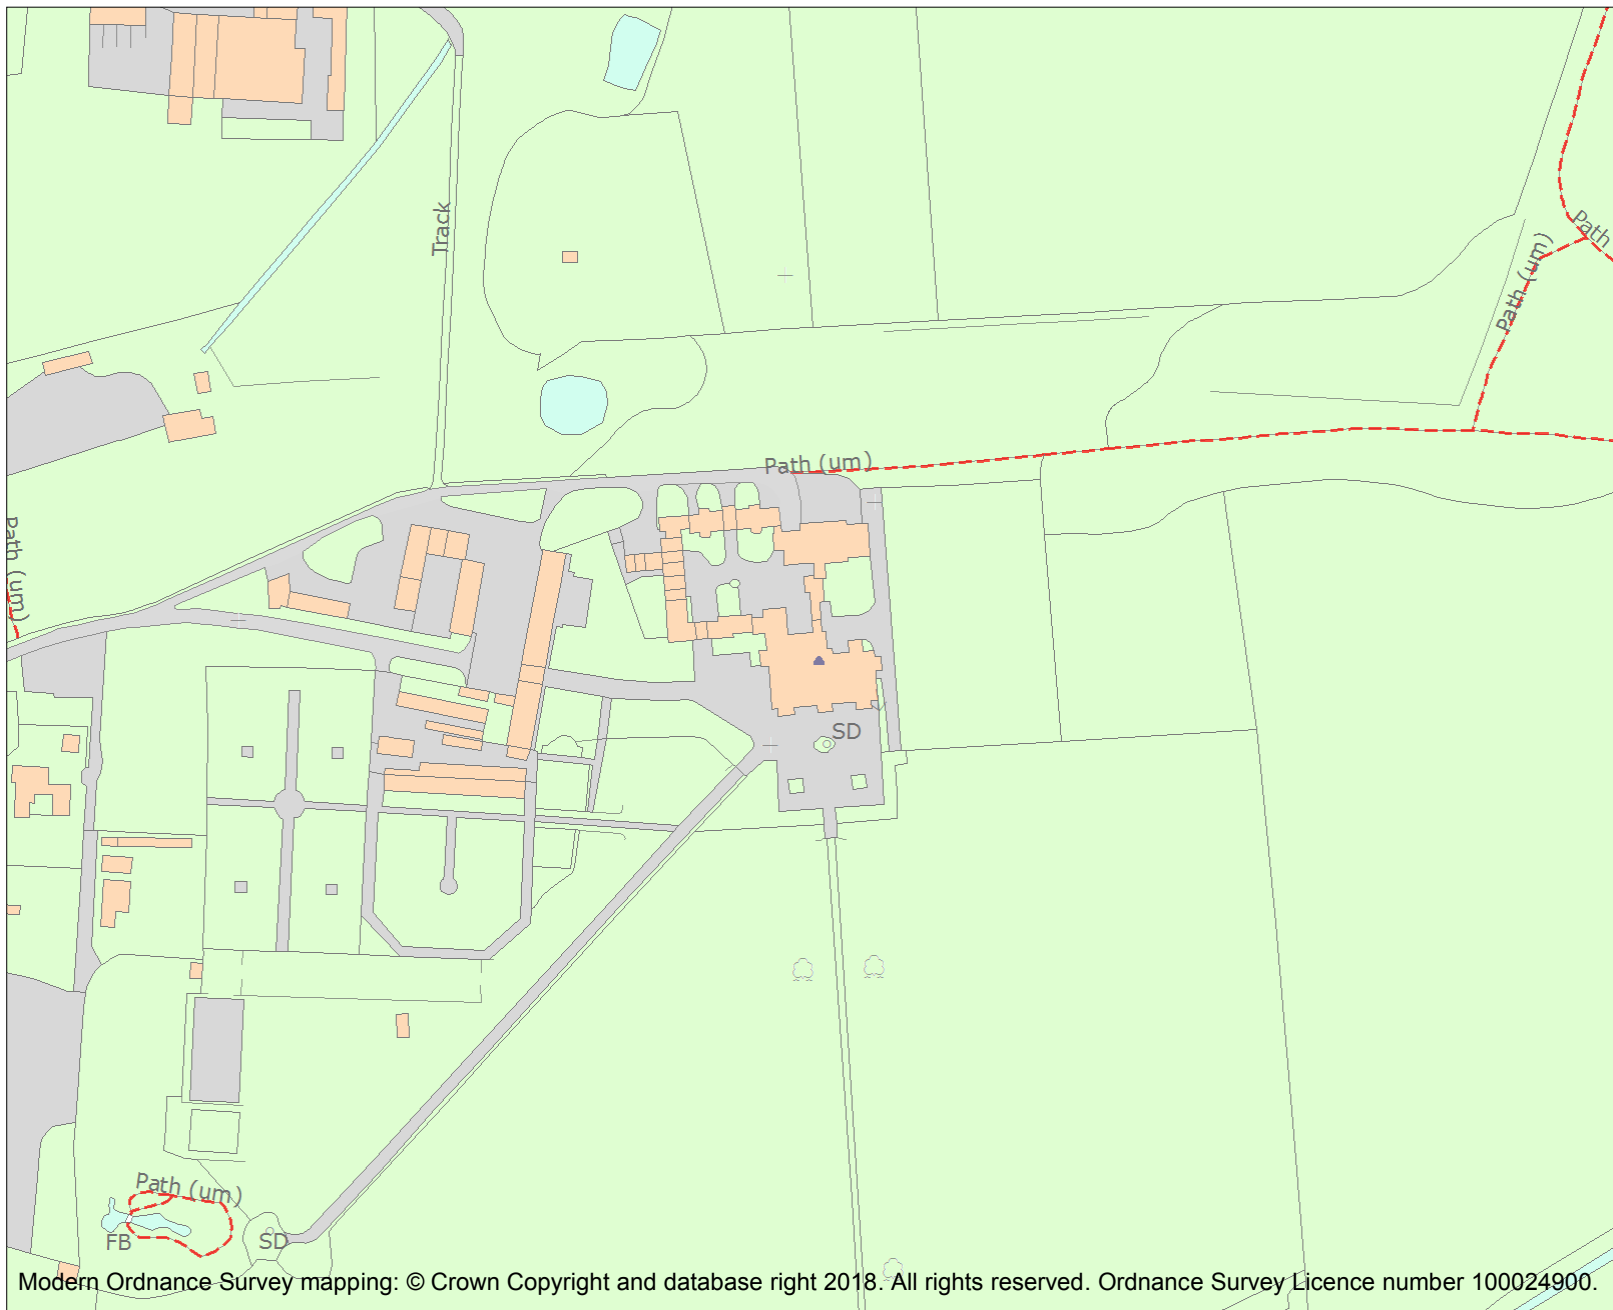 Track
Path
Path (um)
Path (um)
Path (um)
SD
Path (um)
FB
SD
Modern Ordnance Survey mapping: © Crown Copyright and database right 2018. All rights reserved. Ordnance Survey Licence number 100024900.